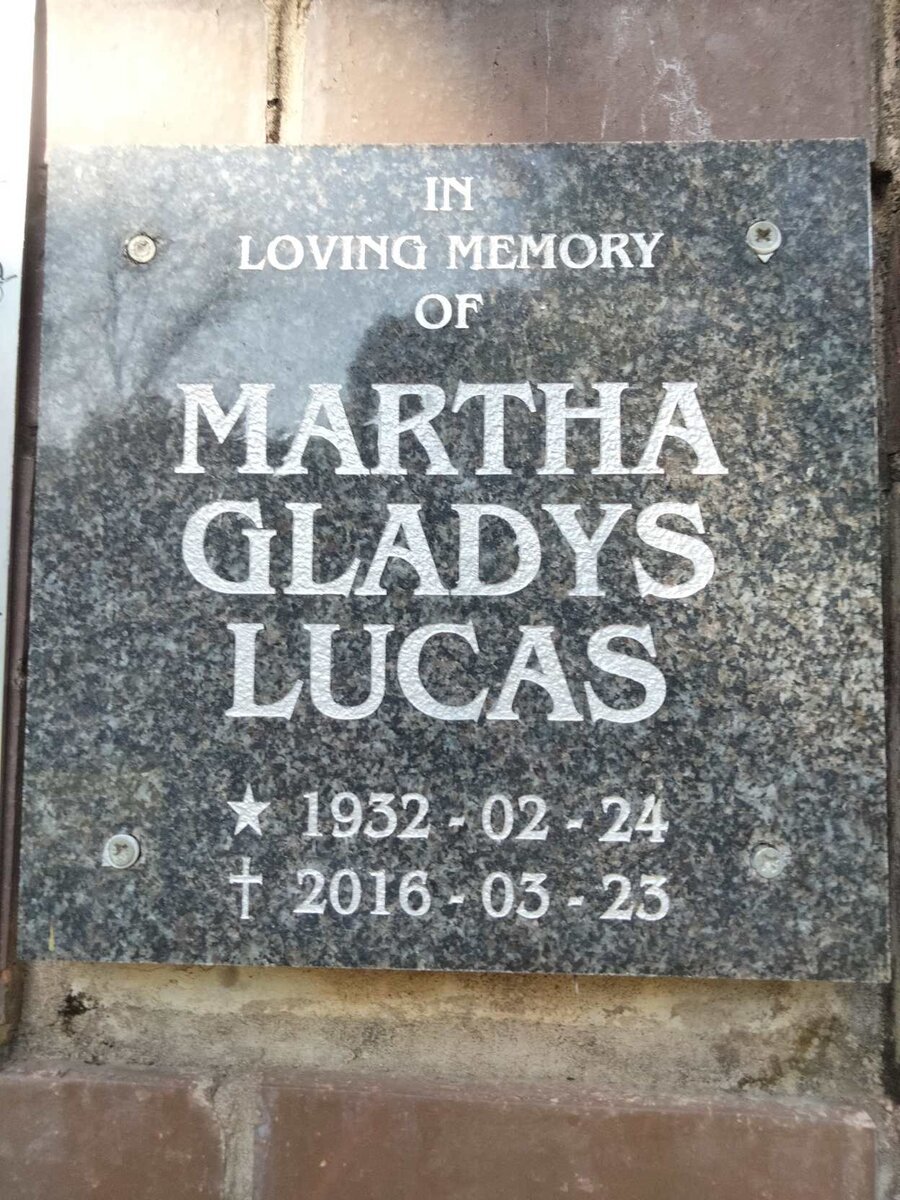 IN
LOVING MEMORY
OF
MARTHA
GLADYS
LUCAS
★ 1932 - 02 - 24
✝ 2016 - 03 - 23